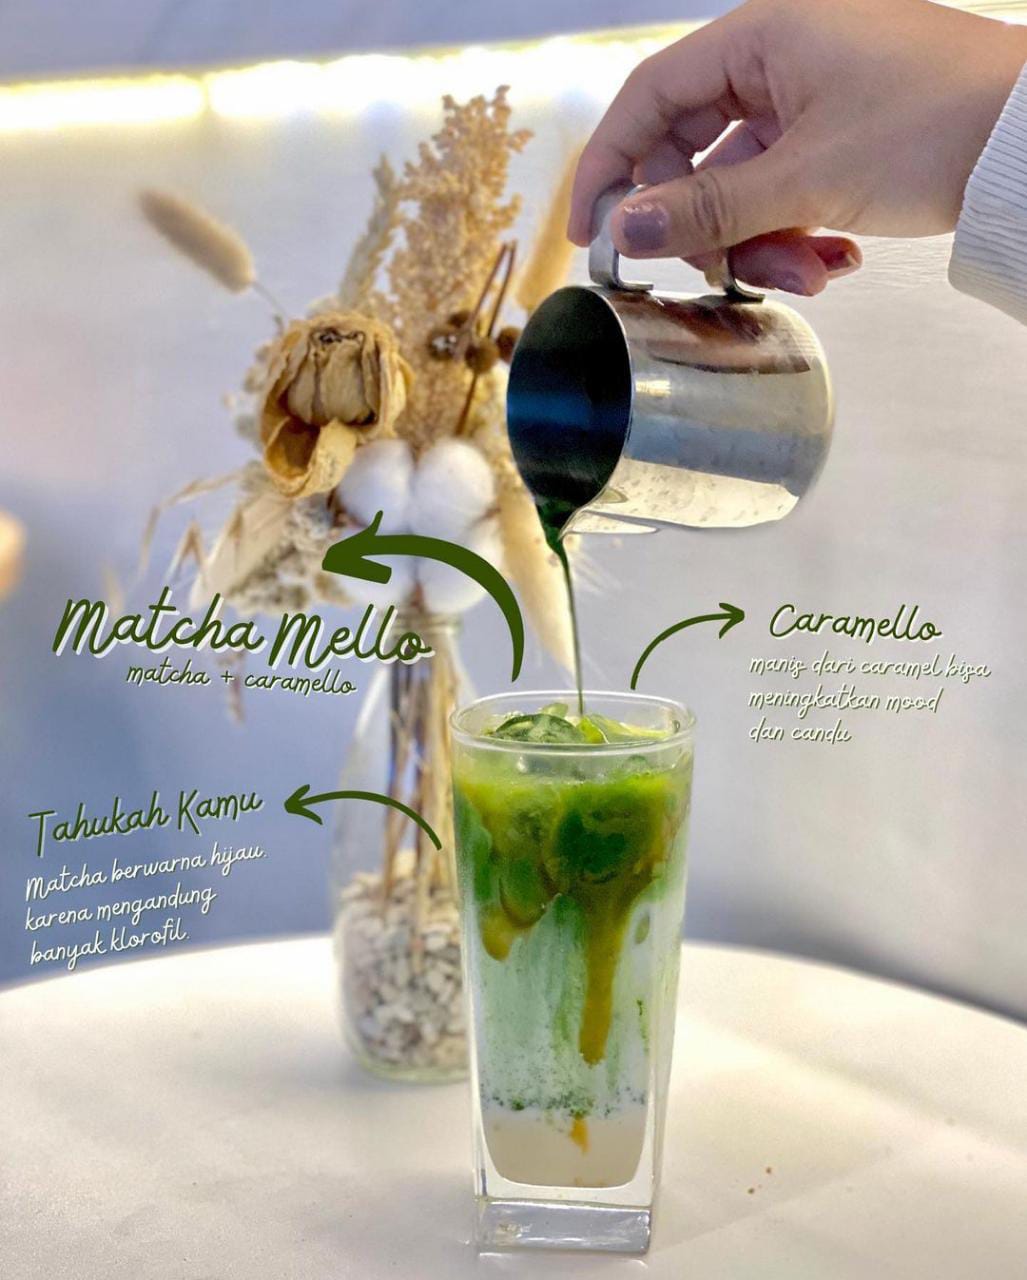 Matcha Mello
matcha + caramello
Caramello
manis dari caramel bisa
meningkatkan mood
dan candu
Tahukah Kamu
Matcha berwarna hijau.
karena mengandung
banyak klorofil.